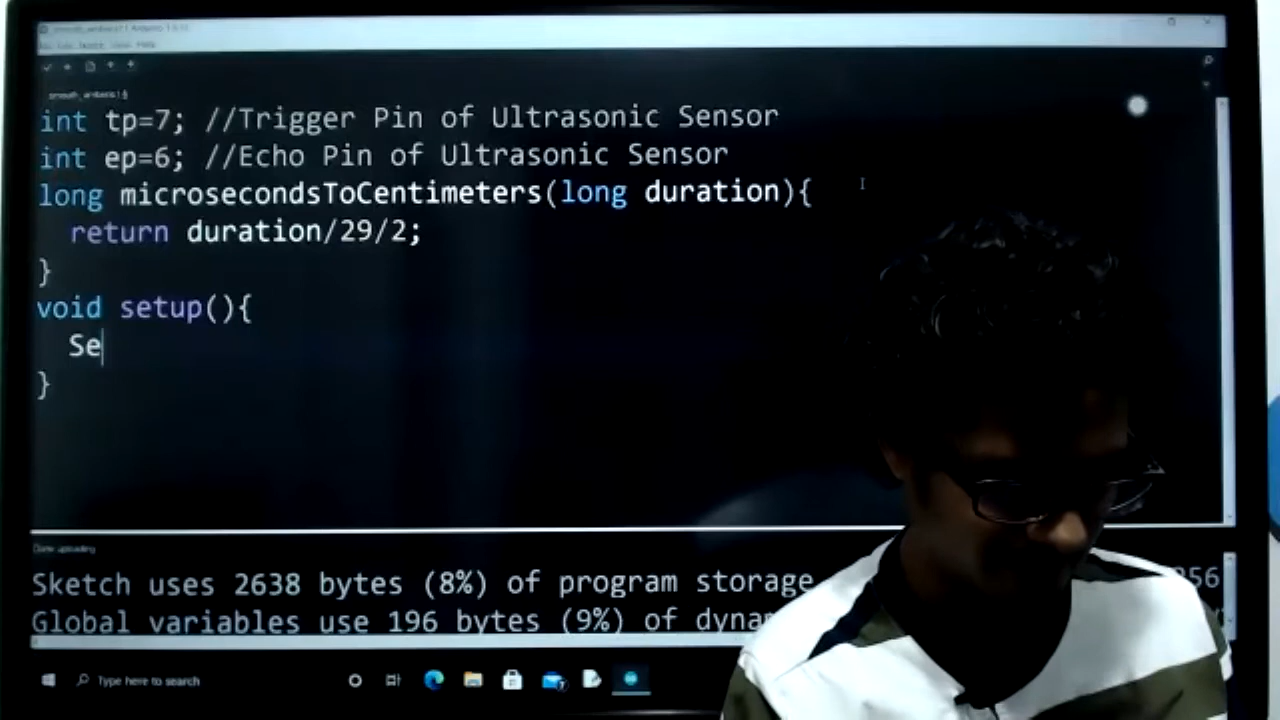 int tp=7; //Trigger Pin of Ultrasonic Sensor
int ep=6; //Echo Pin of Ultrasonic Sensor
long microsecondsToCentimeters(long duration){
return duration/29/2;
}
void setup(){
Se
}
Done uploading
Sketch uses 2638 bytes (8%) of program storage
Global variables use 196 bytes (9%) of
Type here to search